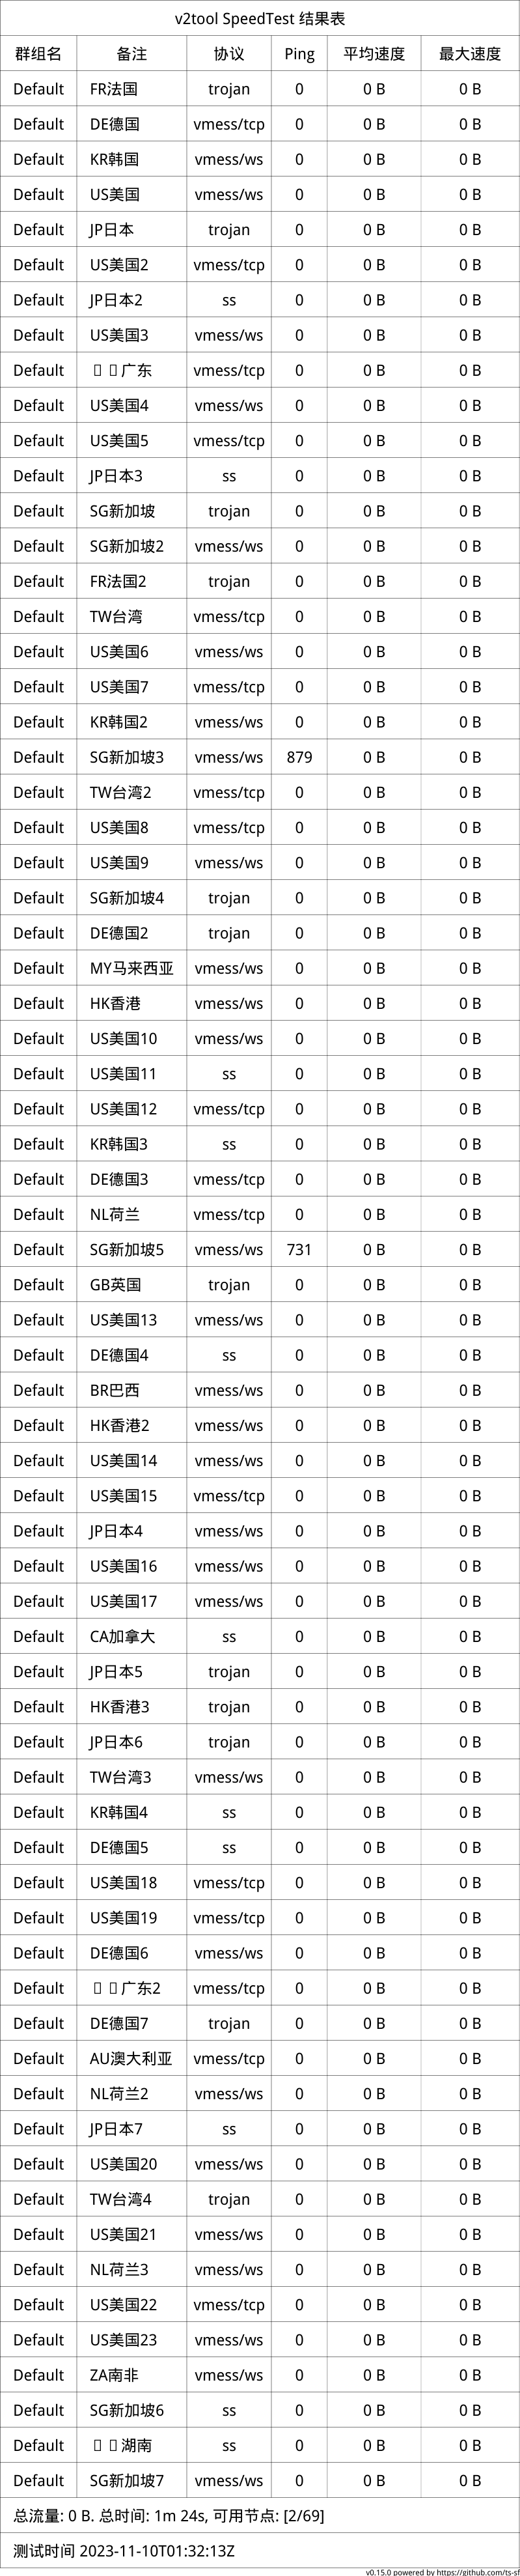 v2tool SpeedTest 结果表
群组名 备注 协议 Ping 平均速度 最大速度
Default FR法国 trojan 0 0 B 0 B
Default DE德国 vmess/tcp 0 0 B 0 B
Default KR韩国 vmess/ws 0 0 B 0 B
Default US美国 vmess/ws 0 0 B 0 B
Default JP日本 trojan 0 0 B 0 B
Default US美国2 vmess/tcp 0 0 B 0 B
Default JP日本2 ss 0 0 B 0 B
Default US美国3 vmess/ws 0 0 B 0 B
Default 广东 vmess/tcp 0 0 B 0 B
Default US美国4 vmess/ws 0 0 B 0 B
Default US美国5 vmess/tcp 0 0 B 0 B
Default JP日本3 ss 0 0 B 0 B
Default SG新加坡 trojan 0 0 B 0 B
Default SG新加坡2 vmess/ws 0 0 B 0 B
Default FR法国2 trojan 0 0 B 0 B
Default TW台湾 vmess/tcp 0 0 B 0 B
Default US美国6 vmess/ws 0 0 B 0 B
Default US美国7 vmess/tcp 0 0 B 0 B
Default KR韩国2 vmess/ws 0 0 B 0 B
Default SG新加坡3 vmess/ws 879 0 B 0 B
Default TW台湾2 vmess/tcp 0 0 B 0 B
Default US美国8 vmess/tcp 0 0 B 0 B
Default US美国9 vmess/ws 0 0 B 0 B
Default SG新加坡4 trojan 0 0 B 0 B
Default DE德国2 trojan 0 0 B 0 B
Default MY马来西亚 vmess/ws 0 0 B 0 B
Default HK香港 vmess/ws 0 0 B 0 B
Default US美国10 vmess/ws 0 0 B 0 B
Default US美国11 ss 0 0 B 0 B
Default US美国12 vmess/tcp 0 0 B 0 B
Default KR韩国3 ss 0 0 B 0 B
Default DE德国3 vmess/tcp 0 0 B 0 B
Default NL荷兰 vmess/tcp 0 0 B 0 B
Default SG新加坡5 vmess/ws 731 0 B 0 B
Default GB英国 trojan 0 0 B 0 B
Default US美国13 vmess/ws 0 0 B 0 B
Default DE德国4 ss 0 0 B 0 B
Default BR巴西 vmess/ws 0 0 B 0 B
Default HK香港2 vmess/ws 0 0 B 0 B
Default US美国14 vmess/ws 0 0 B 0 B
Default US美国15 vmess/tcp 0 0 B 0 B
Default JP日本4 vmess/ws 0 0 B 0 B
Default US美国16 vmess/ws 0 0 B 0 B
Default US美国17 vmess/ws 0 0 B 0 B
Default CA加拿大 ss 0 0 B 0 B
Default JP日本5 trojan 0 0 B 0 B
Default HK香港3 trojan 0 0 B 0 B
Default JP日本6 trojan 0 0 B 0 B
Default TW台湾3 vmess/ws 0 0 B 0 B
Default KR韩国4 ss 0 0 B 0 B
Default DE德国5 ss 0 0 B 0 B
Default US美国18 vmess/tcp 0 0 B 0 B
Default US美国19 vmess/tcp 0 0 B 0 B
Default DE德国6 vmess/ws 0 0 B 0 B
Default 广东2 vmess/tcp 0 0 B 0 B
Default DE德国7 trojan 0 0 B 0 B
Default AU澳大利亚 vmess/tcp 0 0 B 0 B
Default NL荷兰2 vmess/ws 0 0 B 0 B
Default JP日本7 ss 0 0 B 0 B
Default US美国20 vmess/ws 0 0 B 0 B
Default TW台湾4 trojan 0 0 B 0 B
Default US美国21 vmess/ws 0 0 B 0 B
Default NL荷兰3 vmess/ws 0 0 B 0 B
Default US美国22 vmess/tcp 0 0 B 0 B
Default US美国23 vmess/ws 0 0 B 0 B
Default ZA南非 vmess/ws 0 0 B 0 B
Default SG新加坡6 ss 0 0 B 0 B
Default 湖南 ss 0 0 B 0 B
Default SG新加坡7 vmess/ws 0 0 B 0 B
总流量: 0 B. 总时间: 1m 24s, 可用节点: [2/69]
测试时间 2023-11-10T01:32:13Z
v0.15.0 powered by https://github.com/ts-sf